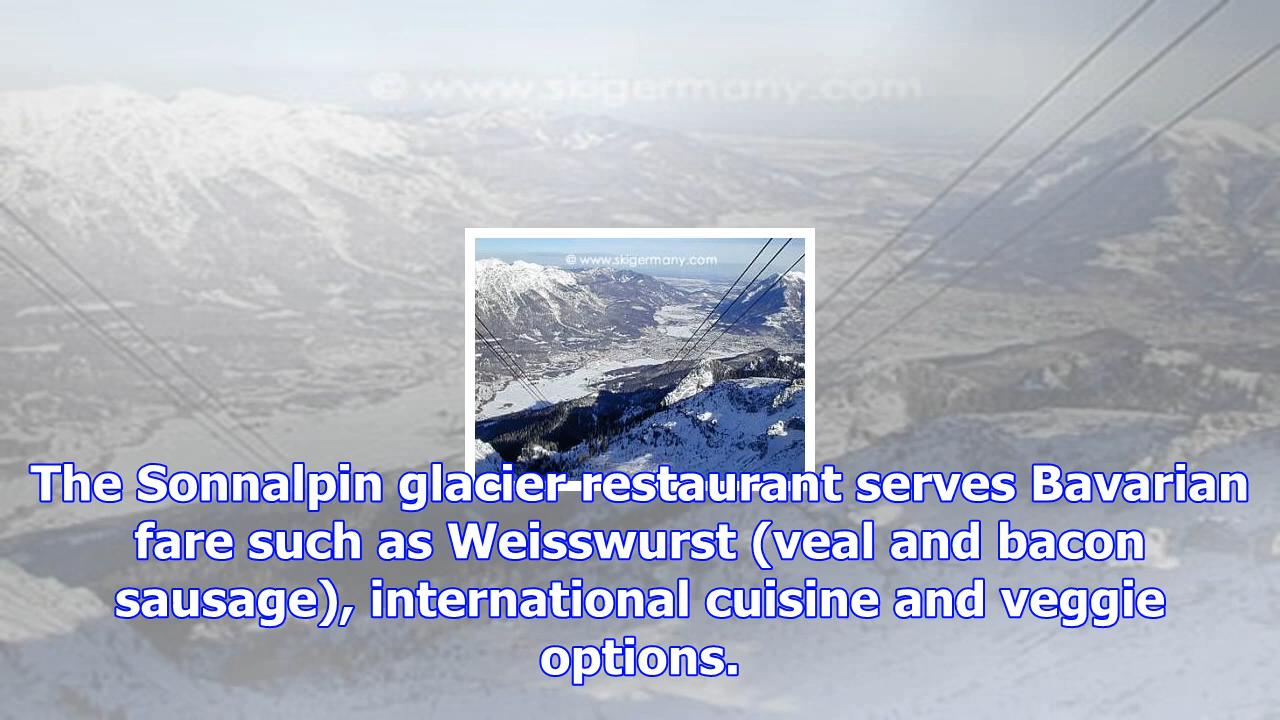 © www.skigermany.com
© www.skigermany.com
The Sonnalpin glacier restaurant serves Bavarian
fare such as Weisswurst (veal and bacon
sausage), international cuisine and veggie
options.